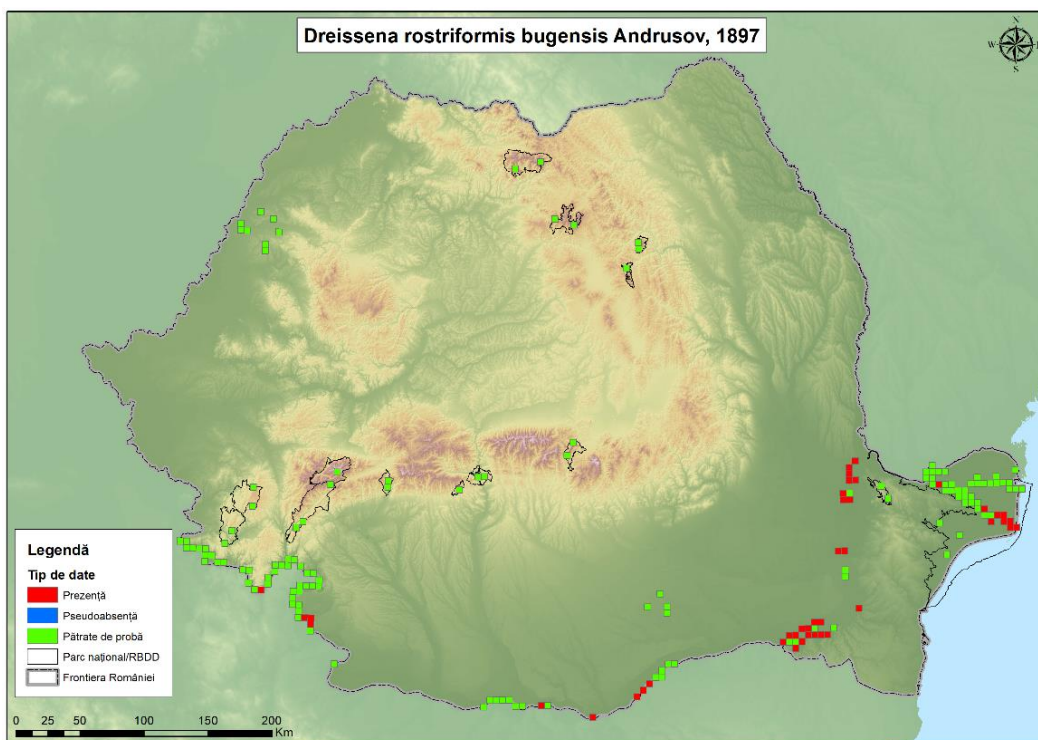 Dreissena rostriformis bugensis Andrusov, 1897
N
W
S
Legendă
Tip de date
Prezență
Pseudoabsență
Pătrate de probă
Parc național/RBDD
Frontiera României
0 25 50 100 150 200
Km